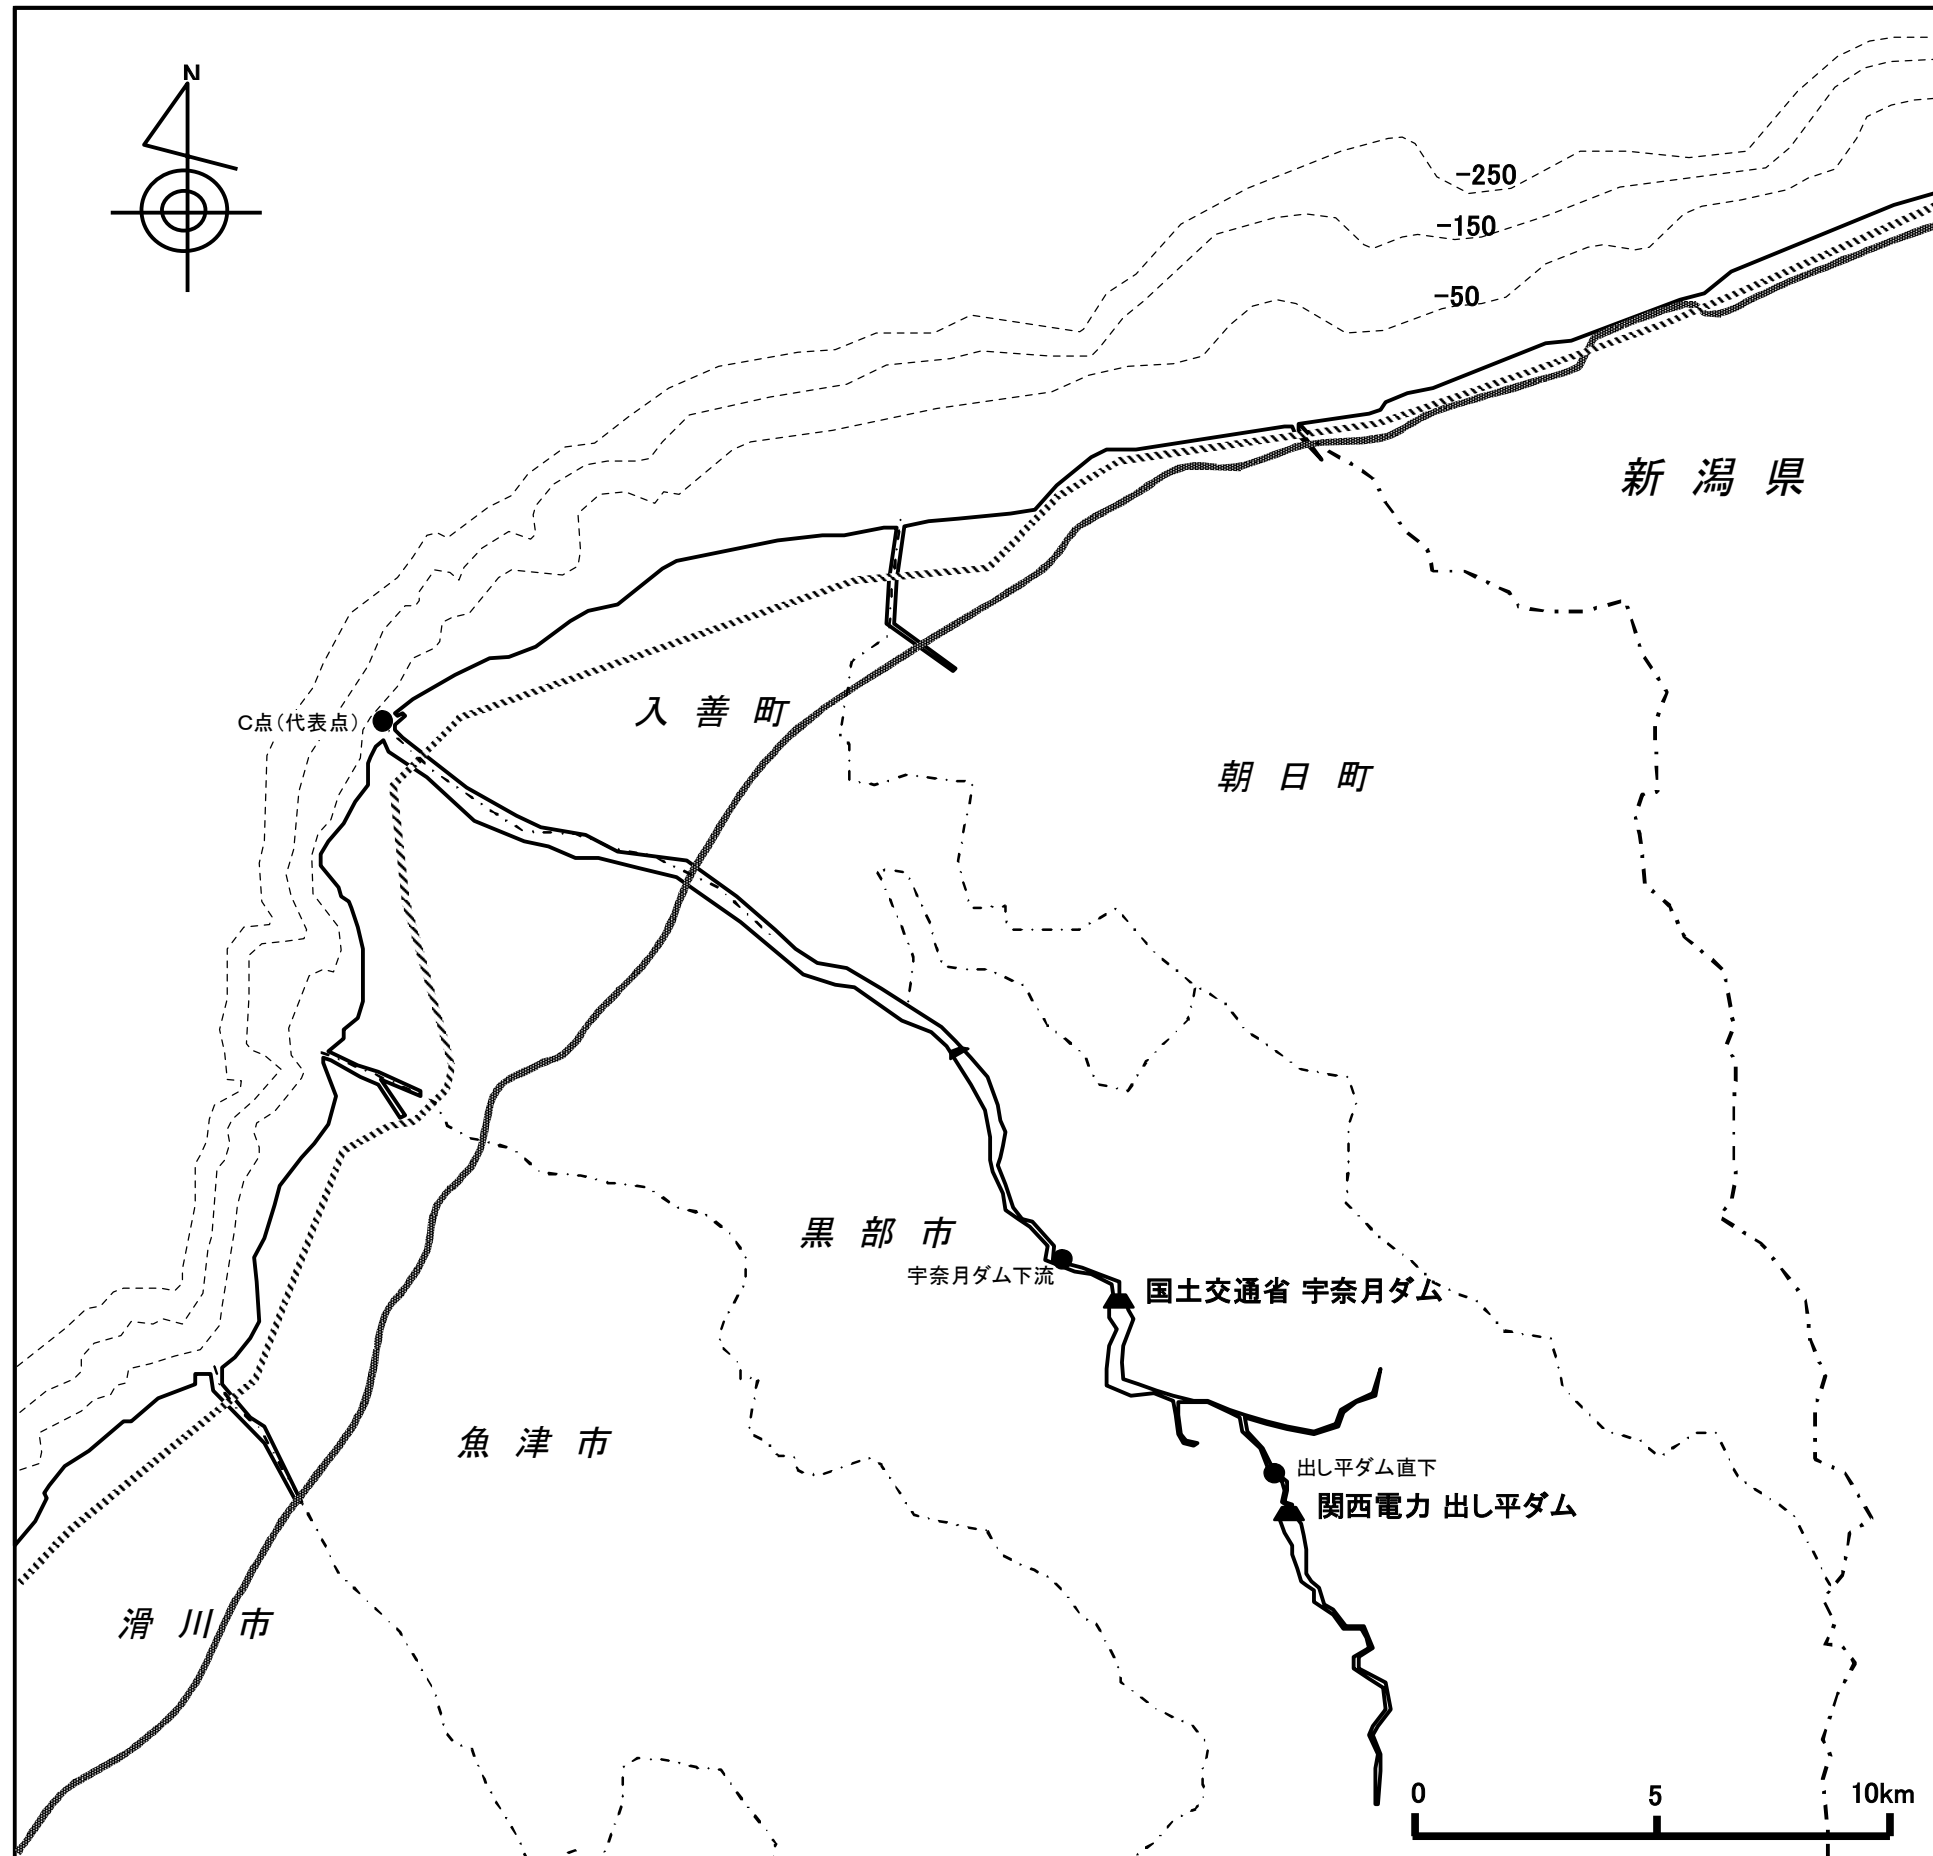 N
-250
-150
-50
新潟県
C点(代表点)
入善町
朝日町
黒部市
宇奈月ダム下流
国土交通省 宇奈月ダム
魚津市
出し平ダム直下
関西電力 出し平ダム
滑川市
0 5 10km